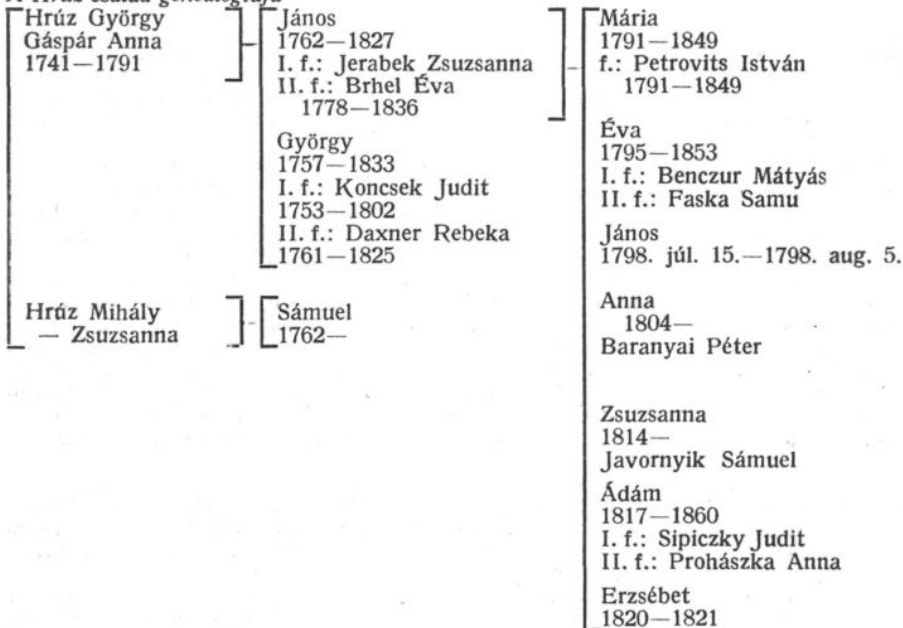 A Hrúz család genealógiája
Hrúz György
Gáspár Anna
1741—1791
János
1762—1827
I. f.: Jerabek Zsuzsanna
II. f.: Brhel Éva
1778—1836
György
1757—1833
I. f.: Koncsek Judit
1753—1802
II. f.: Daxner Rebeka
1761—1825
Hrúz Mihály
— Zsuzsanna
Sámuel
1762—
Mária
1791—1849
f.: Petrovits István
1791—1849
Éva
1795—1853
I. f.: Benczur Mátyás
II. f.: Faska Samu
János
1798. júl. 15.—1798. aug. 5.
Anna
1804—
Baranyai Péter
Zsuzsanna
1814—
Javornyik Sámuel
Ádám
1817—1860
I. f.: Sipiczky Judit
II. f.: Prohászka Anna
Erzsébet
1820—1821